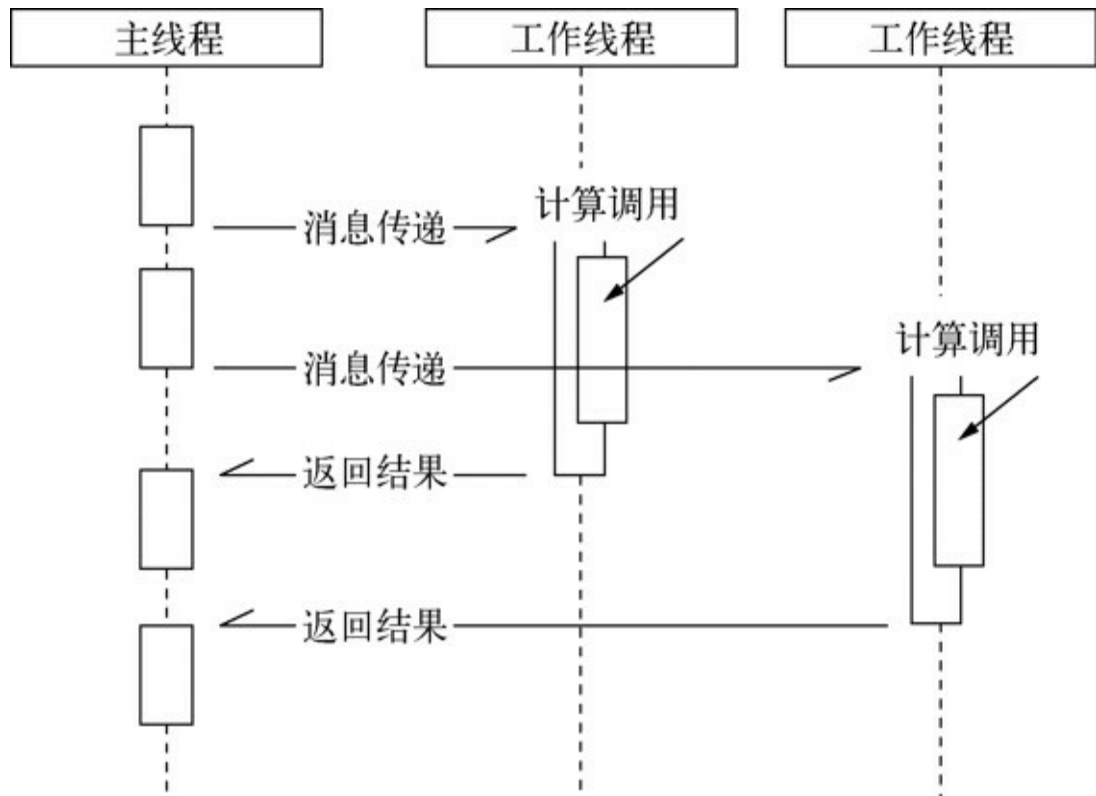 主线程
工作线程
工作线程
消息传递
计算调用
消息传递
计算调用
返回结果
返回结果